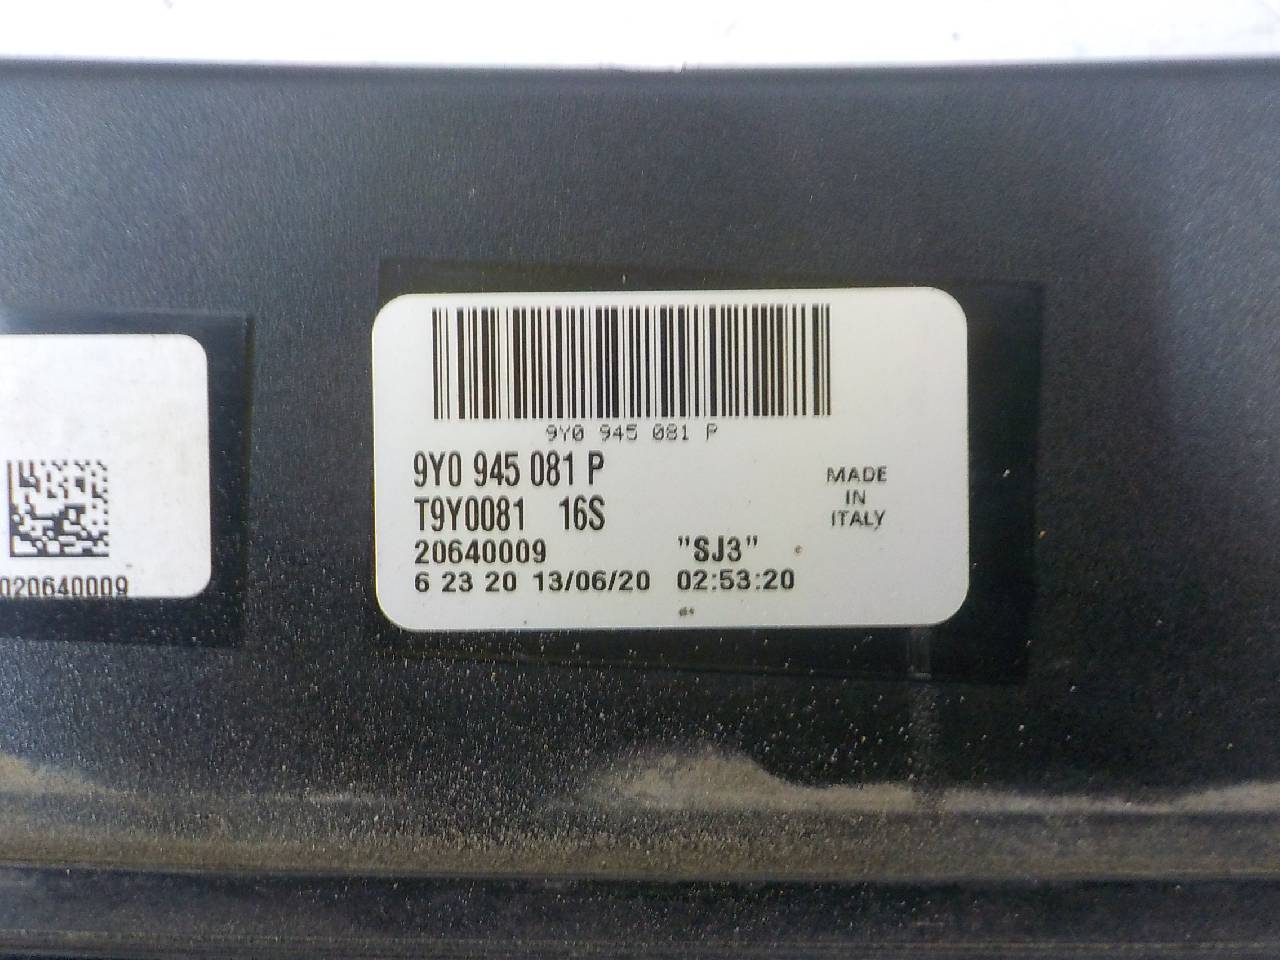 9Y0 945 081 P
9Y0 945 081 P
T9Y0081 16S
20640009 "SJ3"
6 23 20 13/06/20 02:53:20
MADE
IN
ITALY
020640009